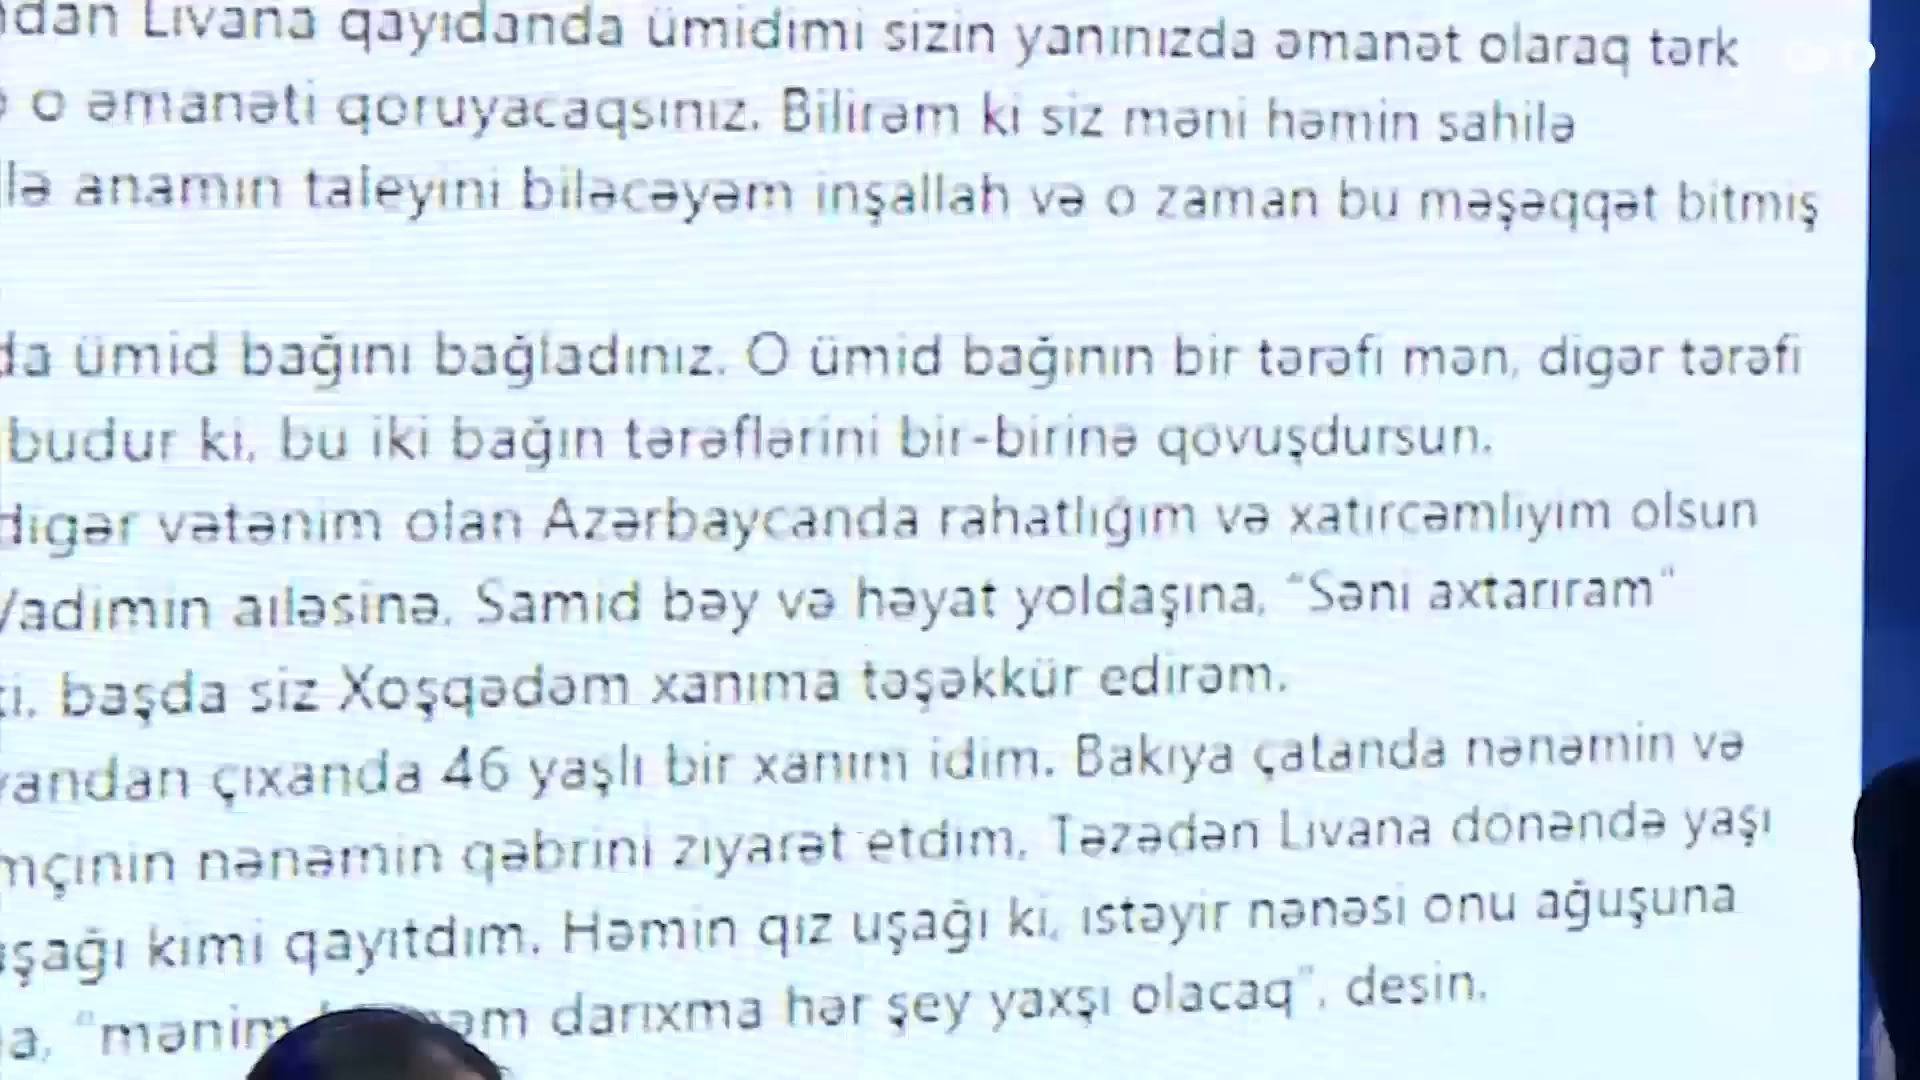 dan Livana qayıdanda ümidimi sizin yanınızda əmanət olaraq tərk
o əmanəti qoruyacaqsınız. Bilirəm ki siz məni həmin sahilə
lə anamın taleyini biləcəyəm inşallah və o zaman bu məşəqqət bitmiş
da ümid bağını bağladınız. O ümid bağının bir tərəfi mən, digər tərəfi
budur ki, bu iki bağın tərəflərini bir-birinə qovuşdursun.
digər vətənim olan Azərbaycanda rahatlığım və xatircəmliyim olsun
Vadimin ailəsinə, Samid bəy və həyat yoldaşına, "Səni axtarıram"
i, başda siz Xoşqədəm xanıma təşəkkür edirəm.
vandan çıxanda 46 yaşlı bir xanım idim. Bakıya çatanda nənəmin və
mçinin nənəmin qəbrini ziyarət etdim. Təzədən Livana dönəndə yaşı
şağı kimi qayıtdım. Həmin qız uşağı ki, istəyir nənəsi onu ağuşuna
a, "mənim əm darıxma hər şey yaxşı olacaq", desin.